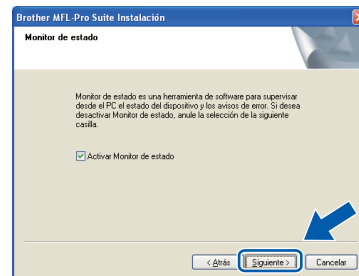 Brother MFL-Pro Suite Instalación
Monitor de estado
Monitor de estado es una herramienta de software para supervisar
desde el PC el estado del dispositivo y los avisos de error. Si desea
desactivar Monitor de estado, anule la selección de la siguiente
casilla.
Activar Monitor de estado
< Atrás
Siguiente >
Cancelar